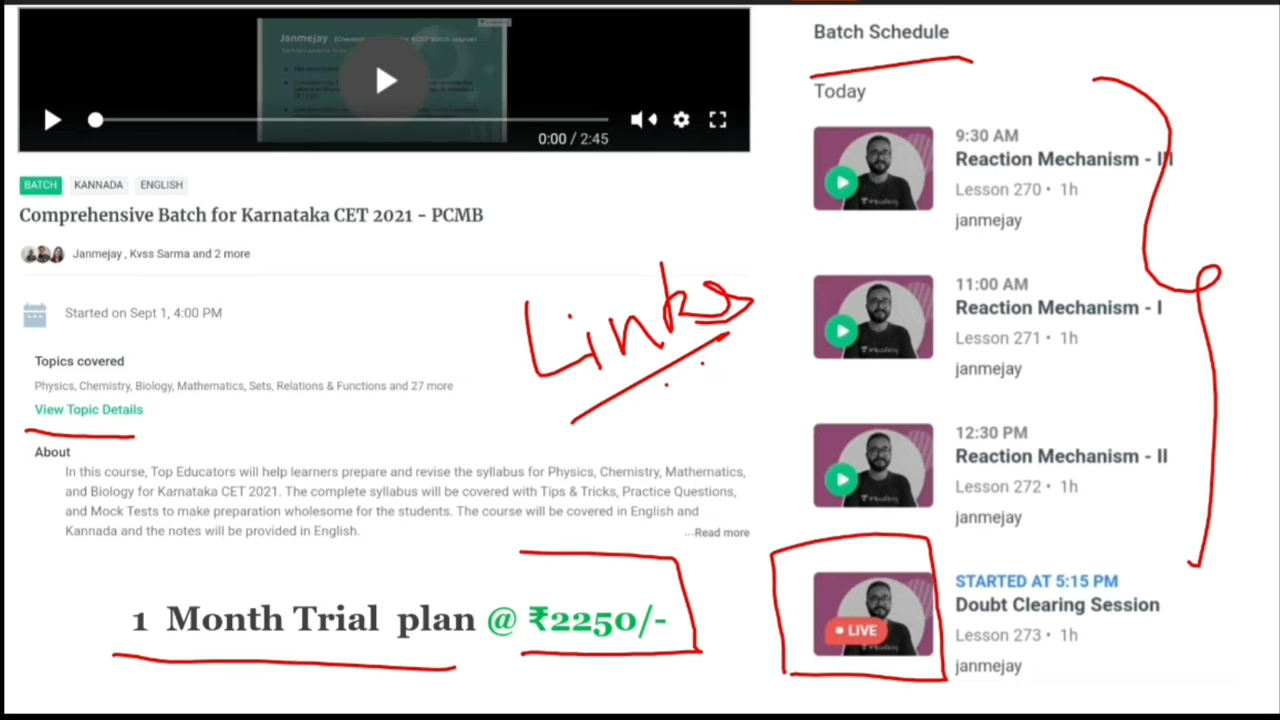 Janmejay
0:00 / 2:45
BATCH KANNADA ENGLISH
Comprehensive Batch for Karnataka CET 2021 - PCMB
Janmejay , Kvss Sarma and 2 more
Started on Sept 1, 4:00 PM
Topics covered
Physics, Chemistry, Biology, Mathematics, Sets, Relations & Functions and 27 more
View Topic Details
About
In this course, Top Educators will help learners prepare and revise the syllabus for Physics, Chemistry, Mathematics,
and Biology for Karnataka CET 2021. The complete syllabus will be covered with Tips & Tricks, Practice Questions,
and Mock Tests to make preparation wholesome for the students. The course will be covered in English and
Kannada and the notes will be provided in English.
...Read more
Links
1 Month Trial plan @ ₹2250/-
Batch Schedule
Today
9:30 AM
Reaction Mechanism - III
Lesson 270 • 1h
janmejay
11:00 AM
Reaction Mechanism - I
Lesson 271 • 1h
janmejay
12:30 PM
Reaction Mechanism - II
Lesson 272 • 1h
janmejay
LIVE
STARTED AT 5:15 PM
Doubt Clearing Session
Lesson 273 • 1h
janmejay